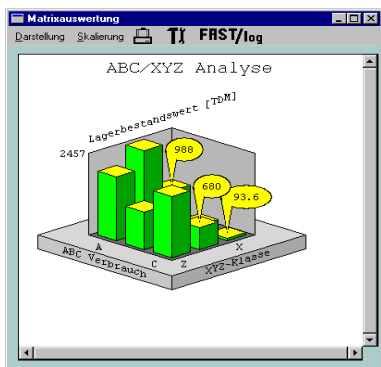 Matrixauswertung
Darstellung Skalierung FAST/log
ABC/XYZ Analyse
Lagerbestandswert [TDM]
2457
988
680
93.6
A
C
Z
X
ABC Verbrauch
XYZ-Klasse